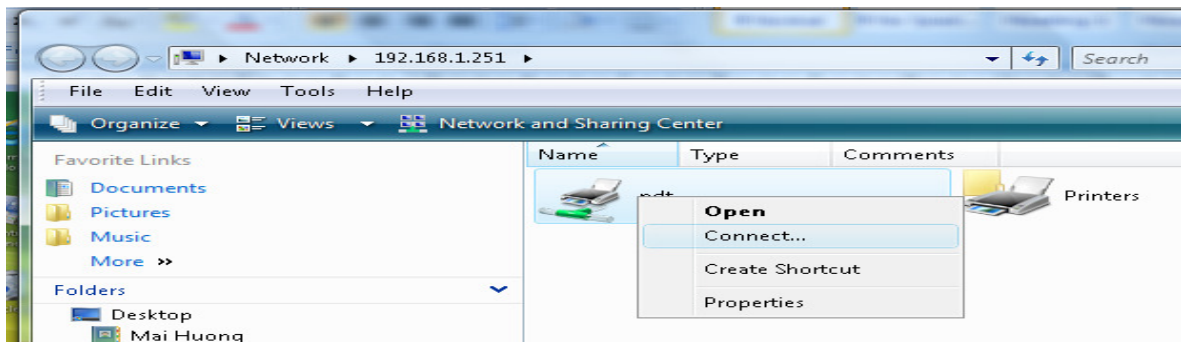 Network 192.168.1.251
Search
File Edit View Tools Help
Organize Views Network and Sharing Center
Favorite Links
Documents
Pictures
Music
More »
Folders
Desktop
Mai Huong
Name Type Comments
Printers
Open
Connect...
Create Shortcut
Properties